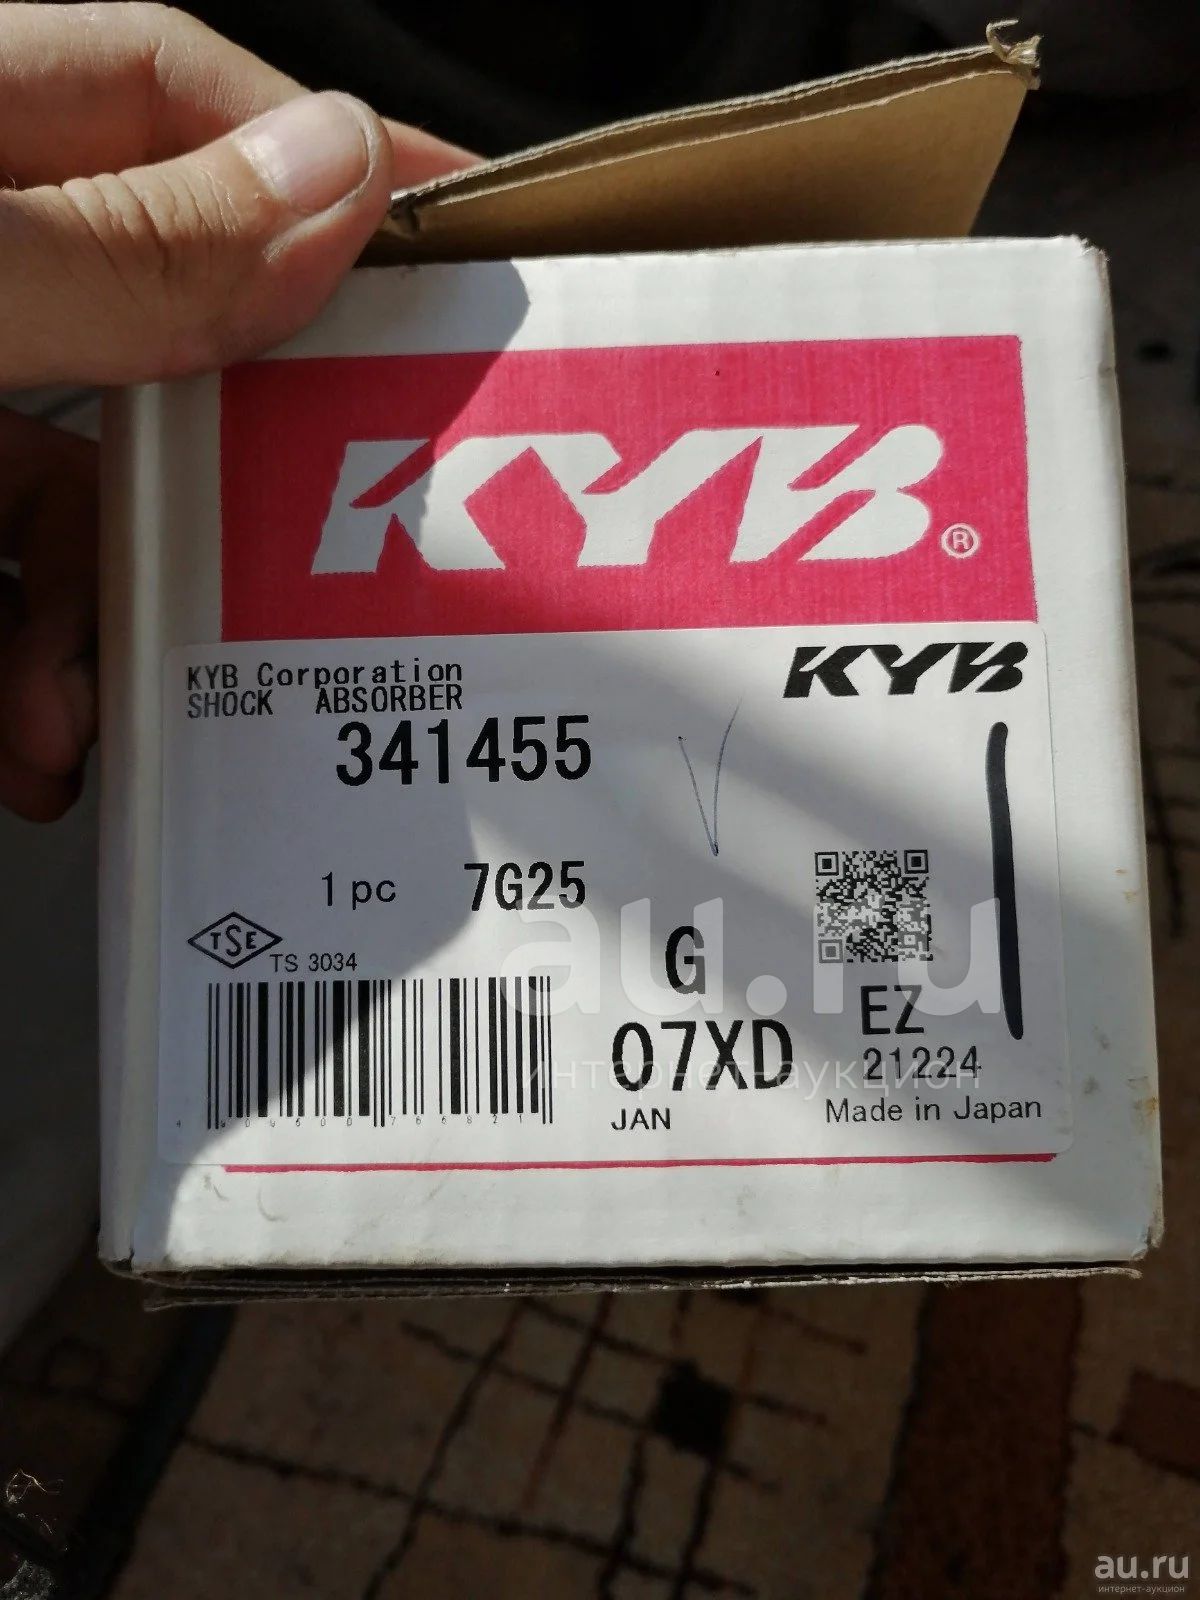 KYB®
KYB Corporation
KYB
SHOCK ABSORBER
341455
1 pc 7G25
TSE
TS 3034
G
EZ
07XD
21224
JAN
Made in Japan
au.ru
интернет-аукцион
au.ru
интернет-аукцион